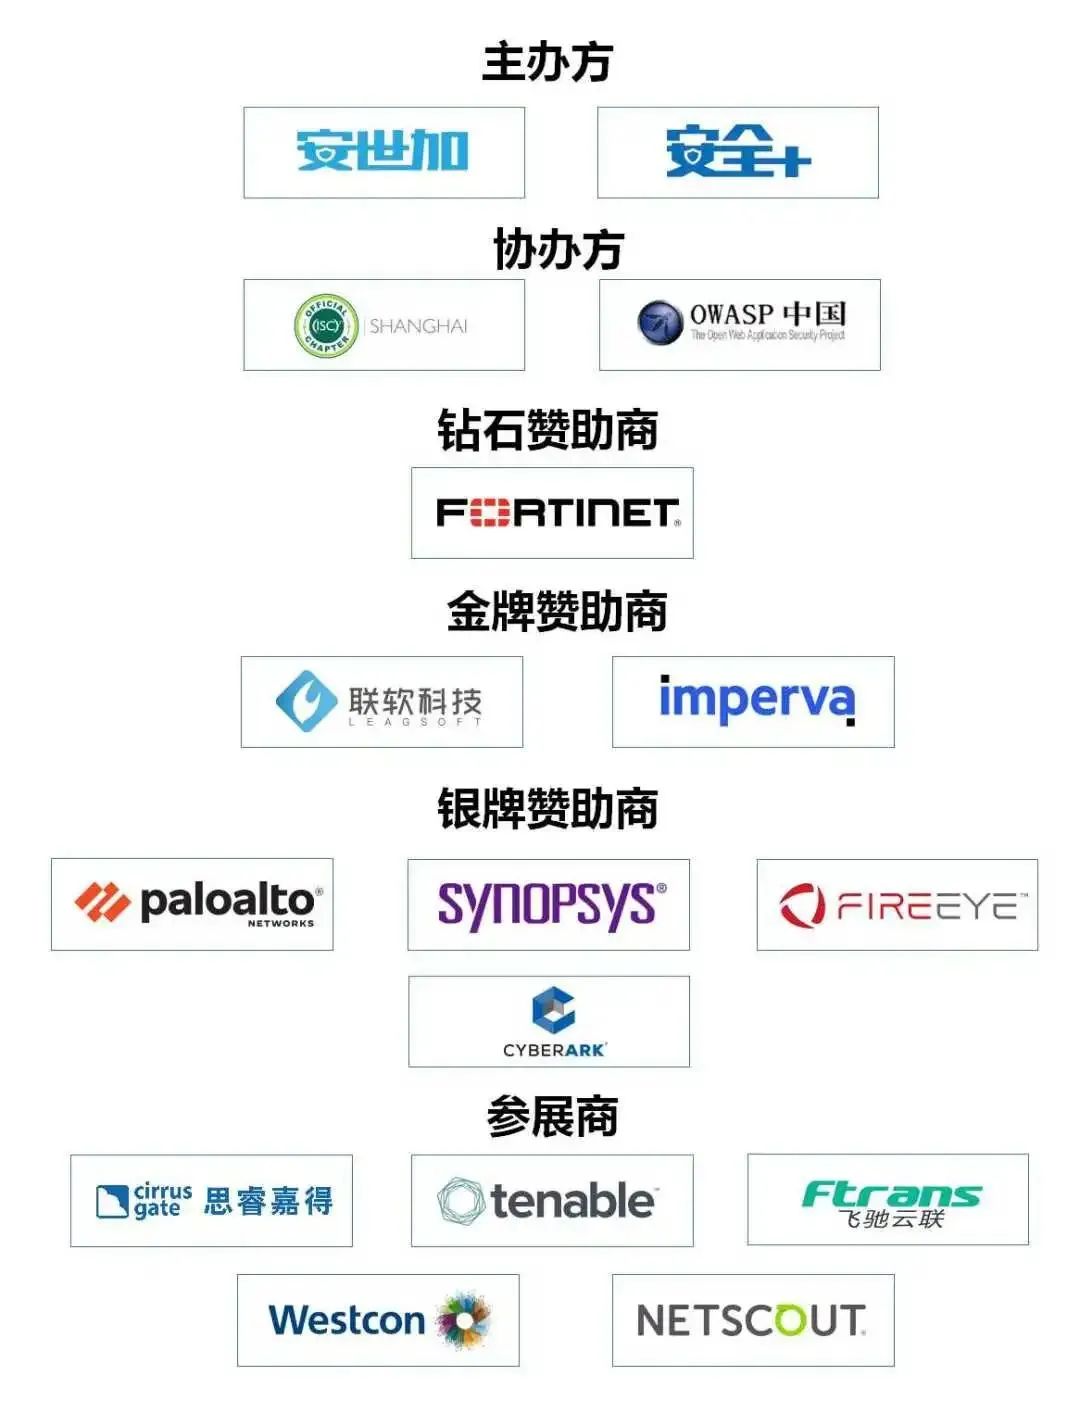 主办方
安世加
安全+
协办方
OFFICIAL (ISC)² CHAPTER
SHANGHAI
OWASP 中国
The Open Web Application Security Project
钻石赞助商
FORTINET®
金牌赞助商
联软科技
LEAGSOFT
imperva
银牌赞助商
paloalto®
NETWORKS
SYNOPSYS®
FIREEYE™
CYBERARK®
参展商
cirrus
gate
思睿嘉得
tenable™
Ftrans
飞驰云联
Westcon
NETSCOUT®